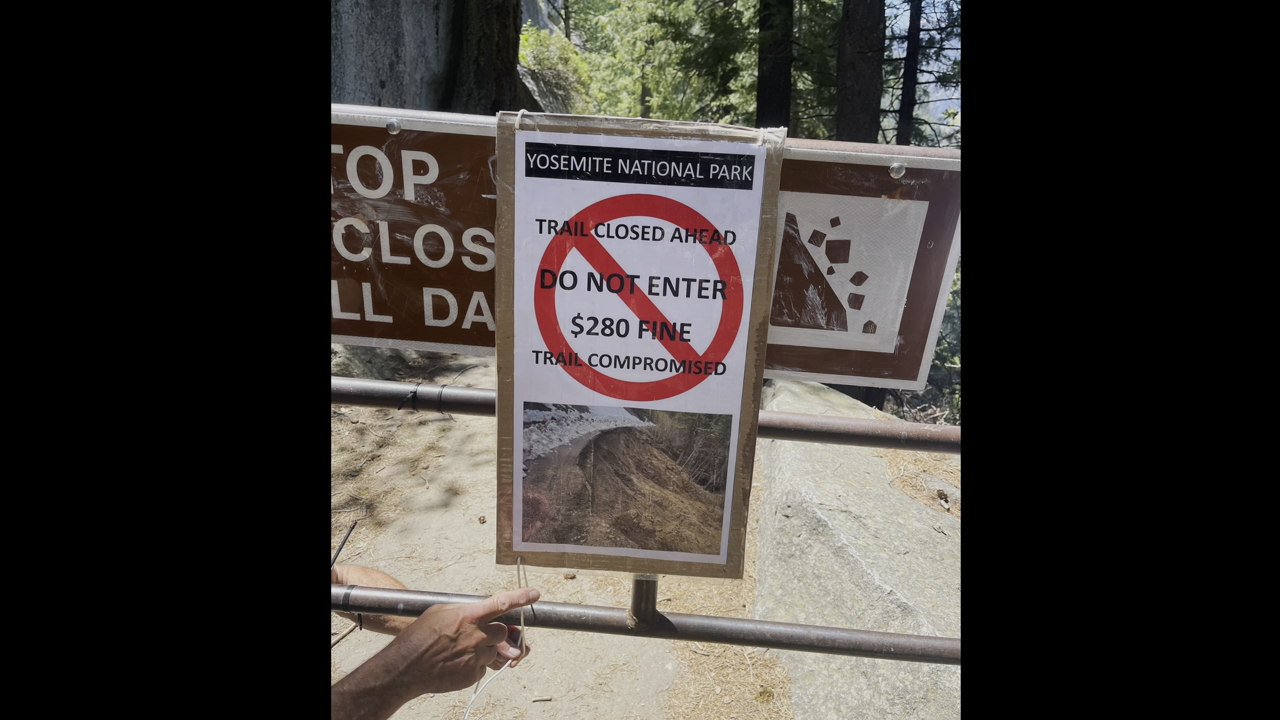 TOP
CLOS
LL DA
YOSEMITE NATIONAL PARK
TRAIL CLOSED AHEAD
DO NOT ENTER
$280 FINE
TRAIL COMPROMISED